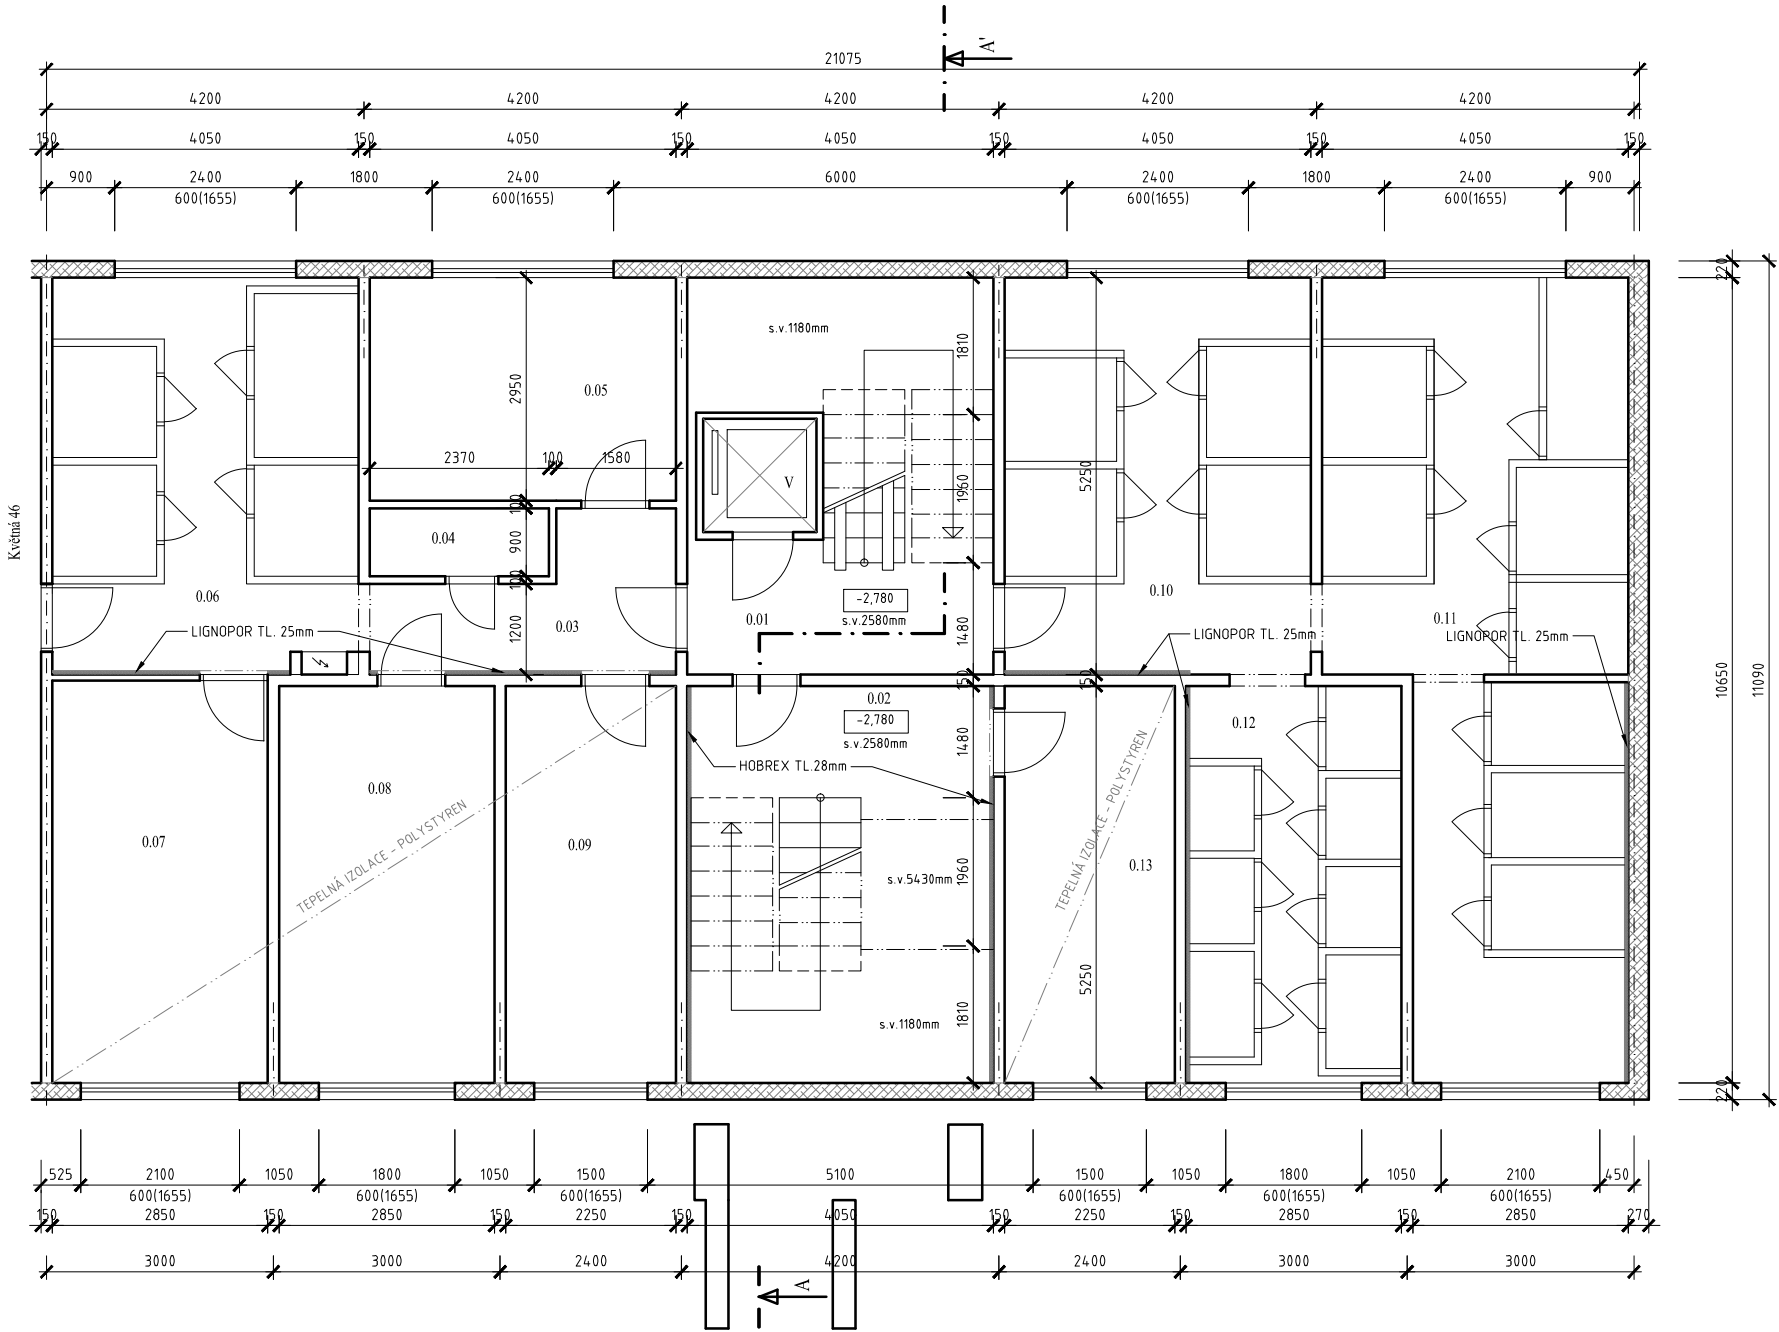 A'
21075
4200 4200 4200 4200 4200
150 4050 150 4050 150 4050 150 4050 150 4050 150
900 2400 1800 2400 6000 2400 1800 2400 900
600(1655) 600(1655) 600(1655) 600(1655)
220
s.v.1180mm
1810
2950
0.05
2370 100 1580
5250
V
1960
100
Květná 46
0.04
900
100
0.06
0.10
-2,780
0.01
0.11
s.v.2580mm
0.03
1200
1480
LIGNOPOR TL. 25mm
LIGNOPOR TL. 25mm
LIGNOPOR TL. 25mm
150
150
10650
11090
0.02
-2,780
0.12
s.v.2580mm
1480
HOBREX TL.28mm
0.08
TEPELNÁ IZOLACE - POLYSTYREN
TEPELNÁ IZOLACE - POLYSTYREN
0.07
0.09
0.13
s.v.5430mm
1960
5250
s.v.1180mm
1810
220
525 2100 1050 1800 1050 1500 5100 1500 1050 1800 1050 2100 450
600(1655) 600(1655) 600(1655) 600(1655) 600(1655) 600(1655)
150 2850 150 2850 150 2250 150 4050 150 2250 150 2850 150 2850 270
3000 3000 2400 4200 2400 3000 3000
A